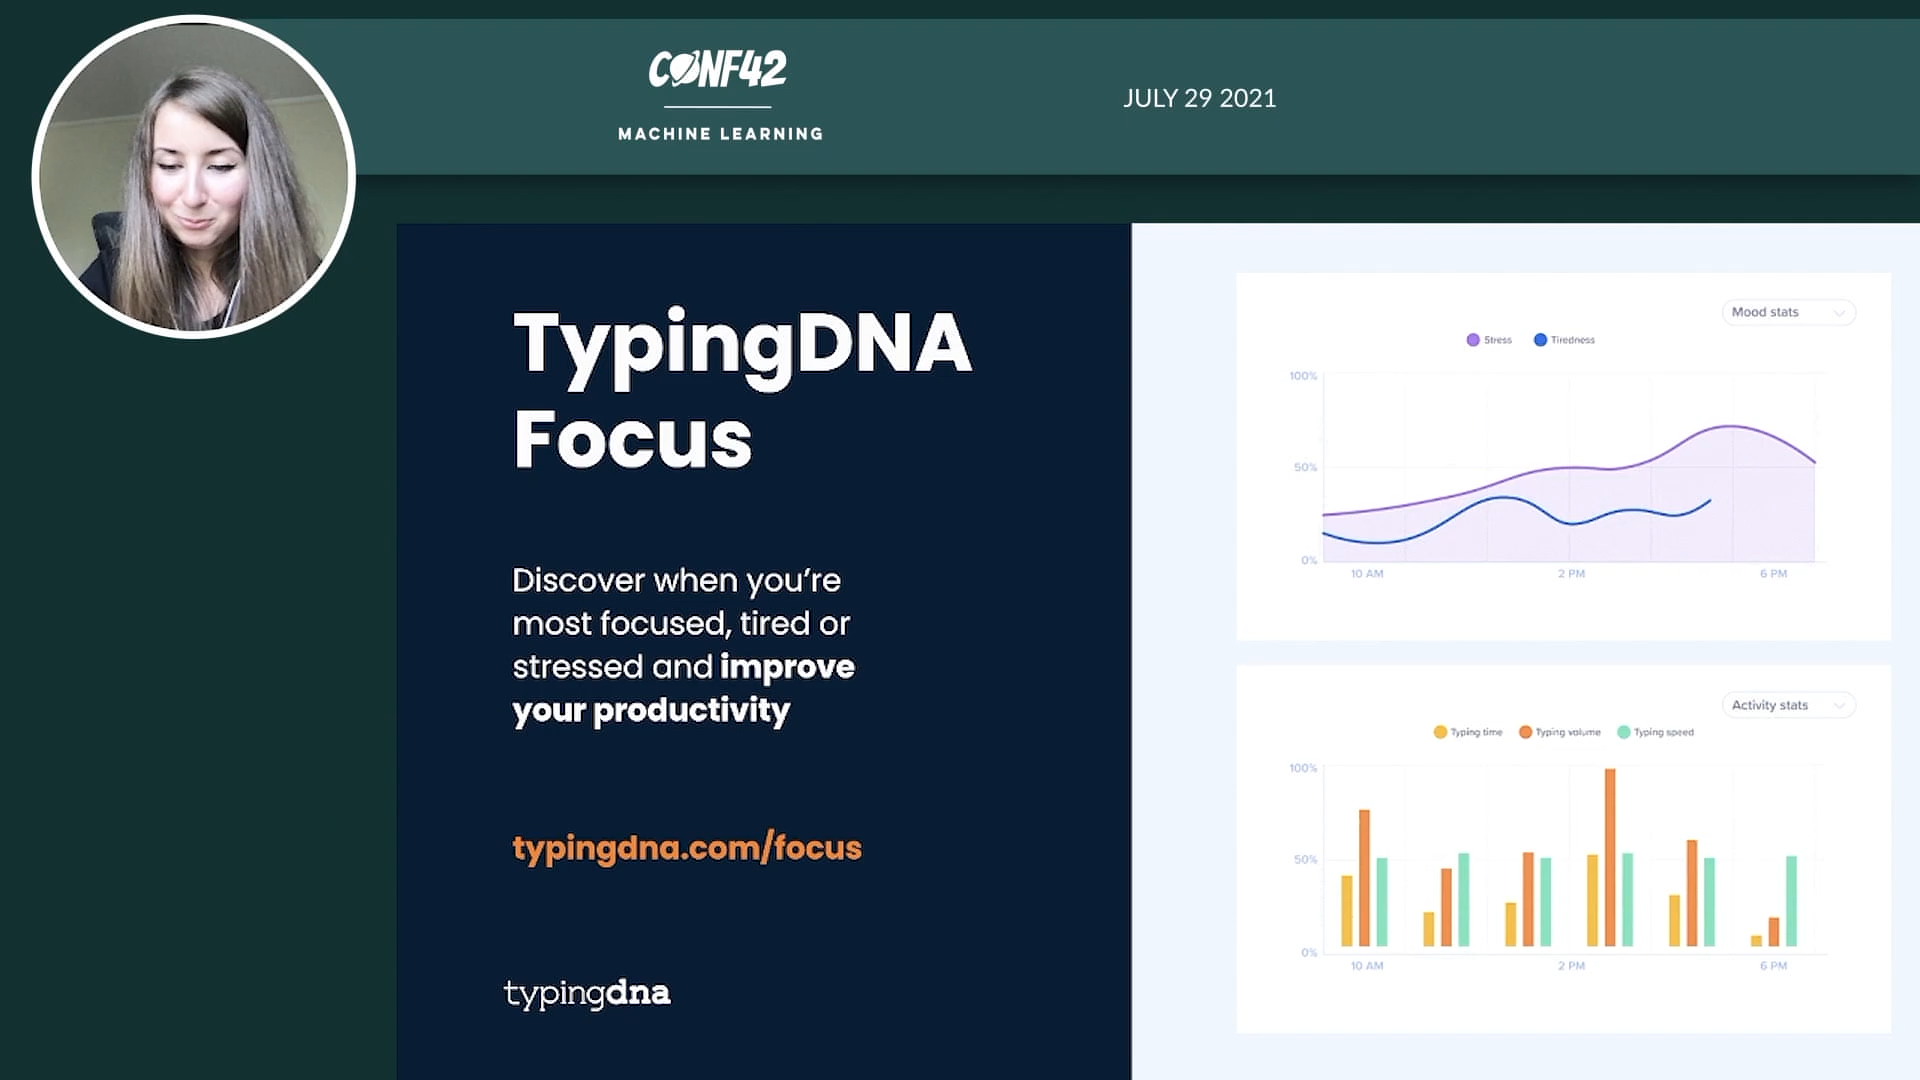 CONF42
MACHINE LEARNING
JULY 29 2021
TypingDNA
Focus
Discover when you’re
most focused, tired or
stressed and improve
your productivity
typingdna.com/focus
typingdna
Mood stats
Stress Tiredness
100%
50%
0%
10 AM 2 PM 6 PM
Activity stats
Typing time Typing volume Typing speed
100%
50%
0%
10 AM 2 PM 6 PM